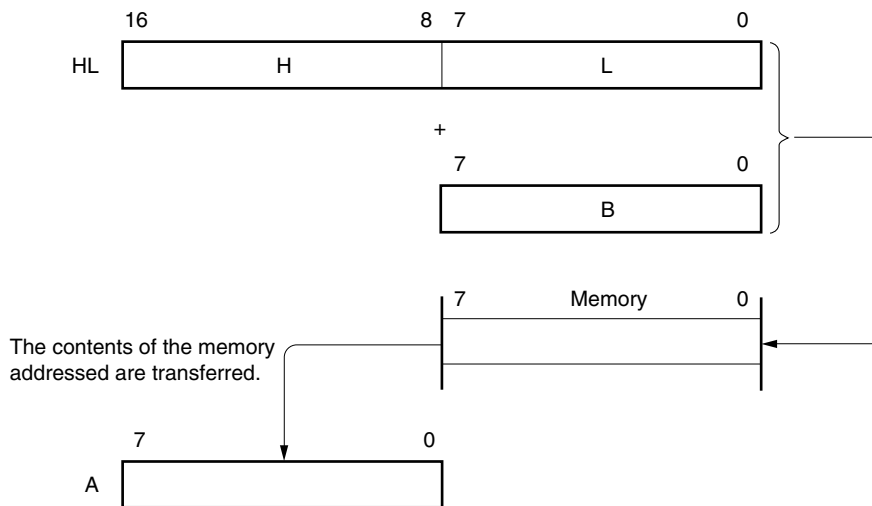 16 8 7 0
HL H L
+
7 0
B
7 Memory 0
The contents of the memory
addressed are transferred.
7 0
A